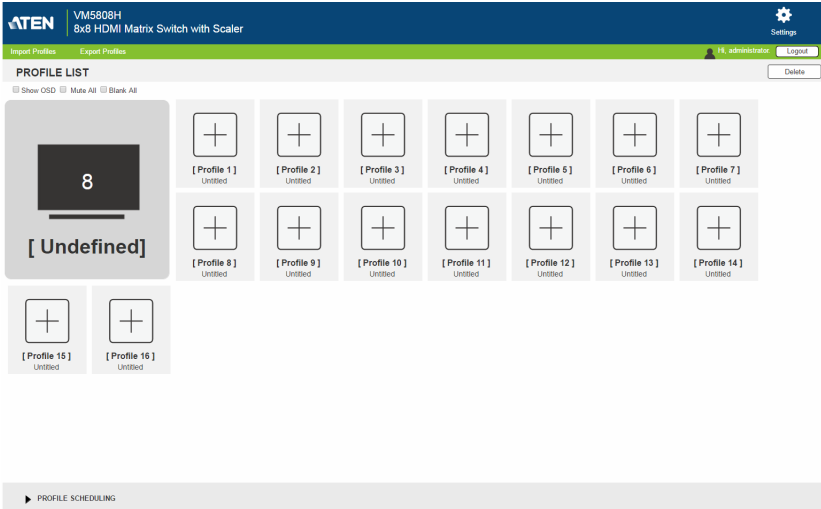 ATEN
VM5808H
8x8 HDMI Matrix Switch with Scaler
Settings
Import Profiles Export Profiles
Hi, administrator Logout
PROFILE LIST
Delete
Show OSD Mute All Blank All
8
[ Undefined]
[ Profile 1 ] [ Profile 2 ] [ Profile 3 ] [ Profile 4 ] [ Profile 5 ] [ Profile 6 ] [ Profile 7 ]
Untitled Untitled Untitled Untitled Untitled Untitled Untitled
[ Profile 8 ] [ Profile 9 ] [ Profile 10 ] [ Profile 11 ] [ Profile 12 ] [ Profile 13 ] [ Profile 14 ]
Untitled Untitled Untitled Untitled Untitled Untitled Untitled
[ Profile 15 ] [ Profile 16 ]
Untitled Untitled
PROFILE SCHEDULING